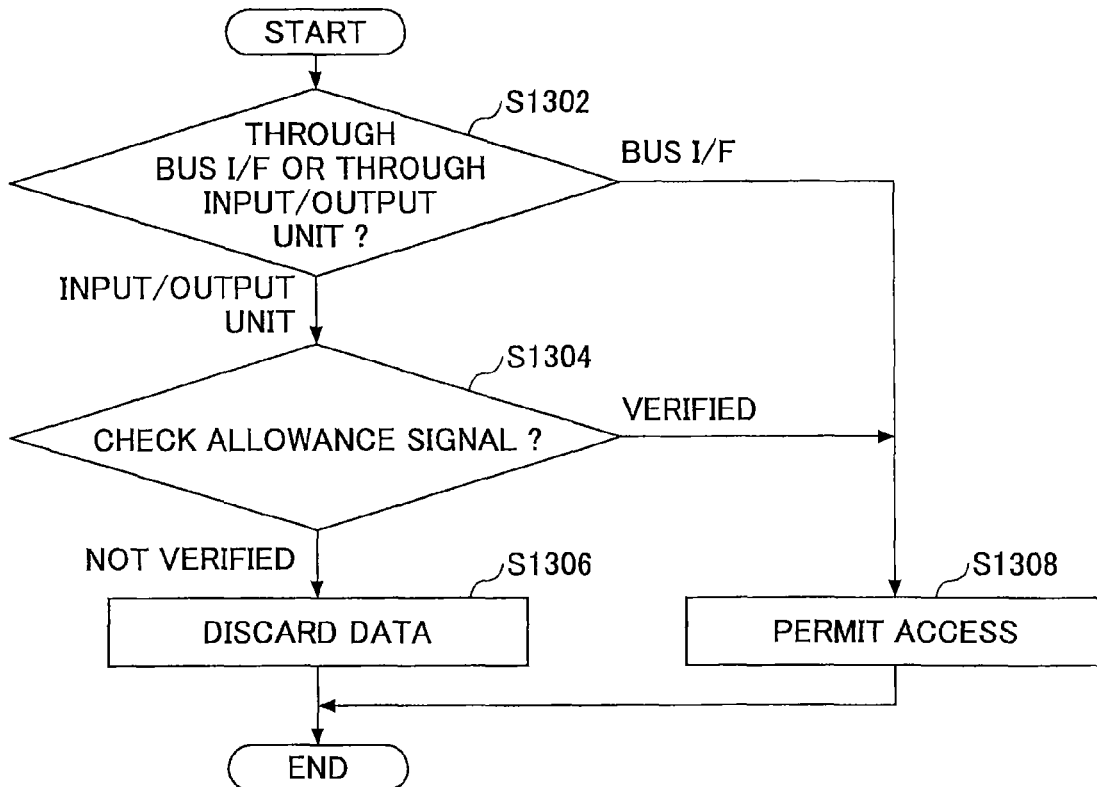 START
S1302
THROUGH
BUS I/F OR THROUGH
INPUT/OUTPUT
UNIT ?
BUS I/F
INPUT/OUTPUT
UNIT
S1304
CHECK ALLOWANCE SIGNAL ?
VERIFIED
NOT VERIFIED
S1306
DISCARD DATA
S1308
PERMIT ACCESS
END